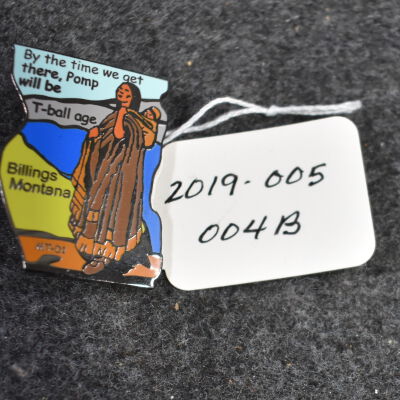 By the time we get
there, Pomp
will be
T-ball age
Billings
Montana
2019-005
004B